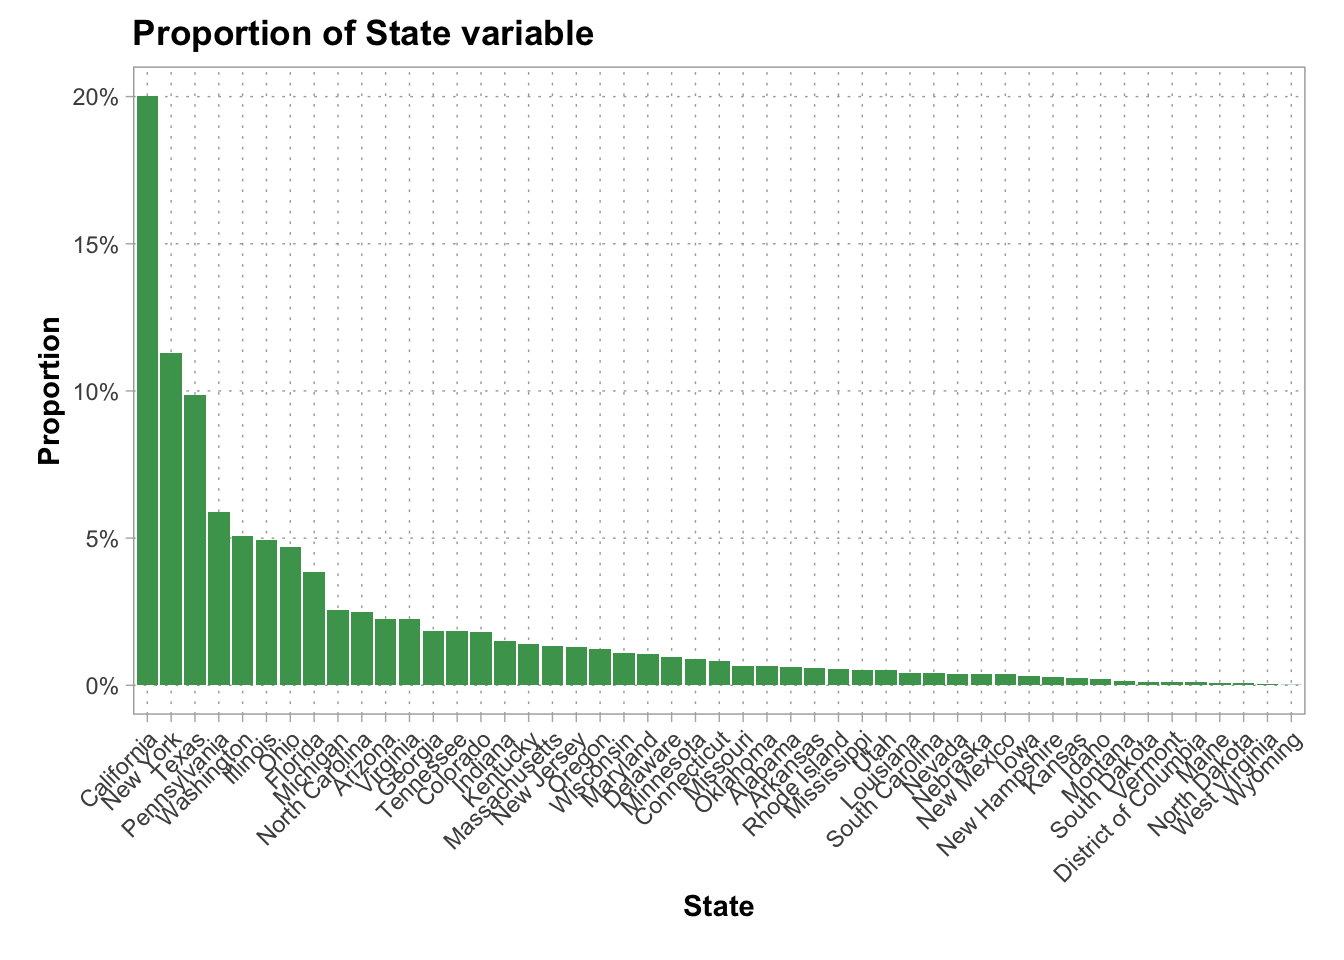 Proportion of State variable
20%
15%
10%
5%
0%
Proportion
California
New York
Texas
Pennsylvania
Washington
Illinois
Ohio
Florida
Michigan
North Carolina
Arizona
Virginia
Georgia
Tennessee
Colorado
Indiana
Kentucky
Massachusetts
New Jersey
Oregon
Wisconsin
Maryland
Delaware
Minnesota
Connecticut
Missouri
Oklahoma
Alabama
Arkansas
Rhode Island
Mississippi
Utah
Louisiana
South Carolina
Nevada
Nebraska
New Mexico
Iowa
New Hampshire
Kansas
Idaho
Montana
South Dakota
Vermont
District of Columbia
Maine
North Dakota
West Virginia
Wyoming
State